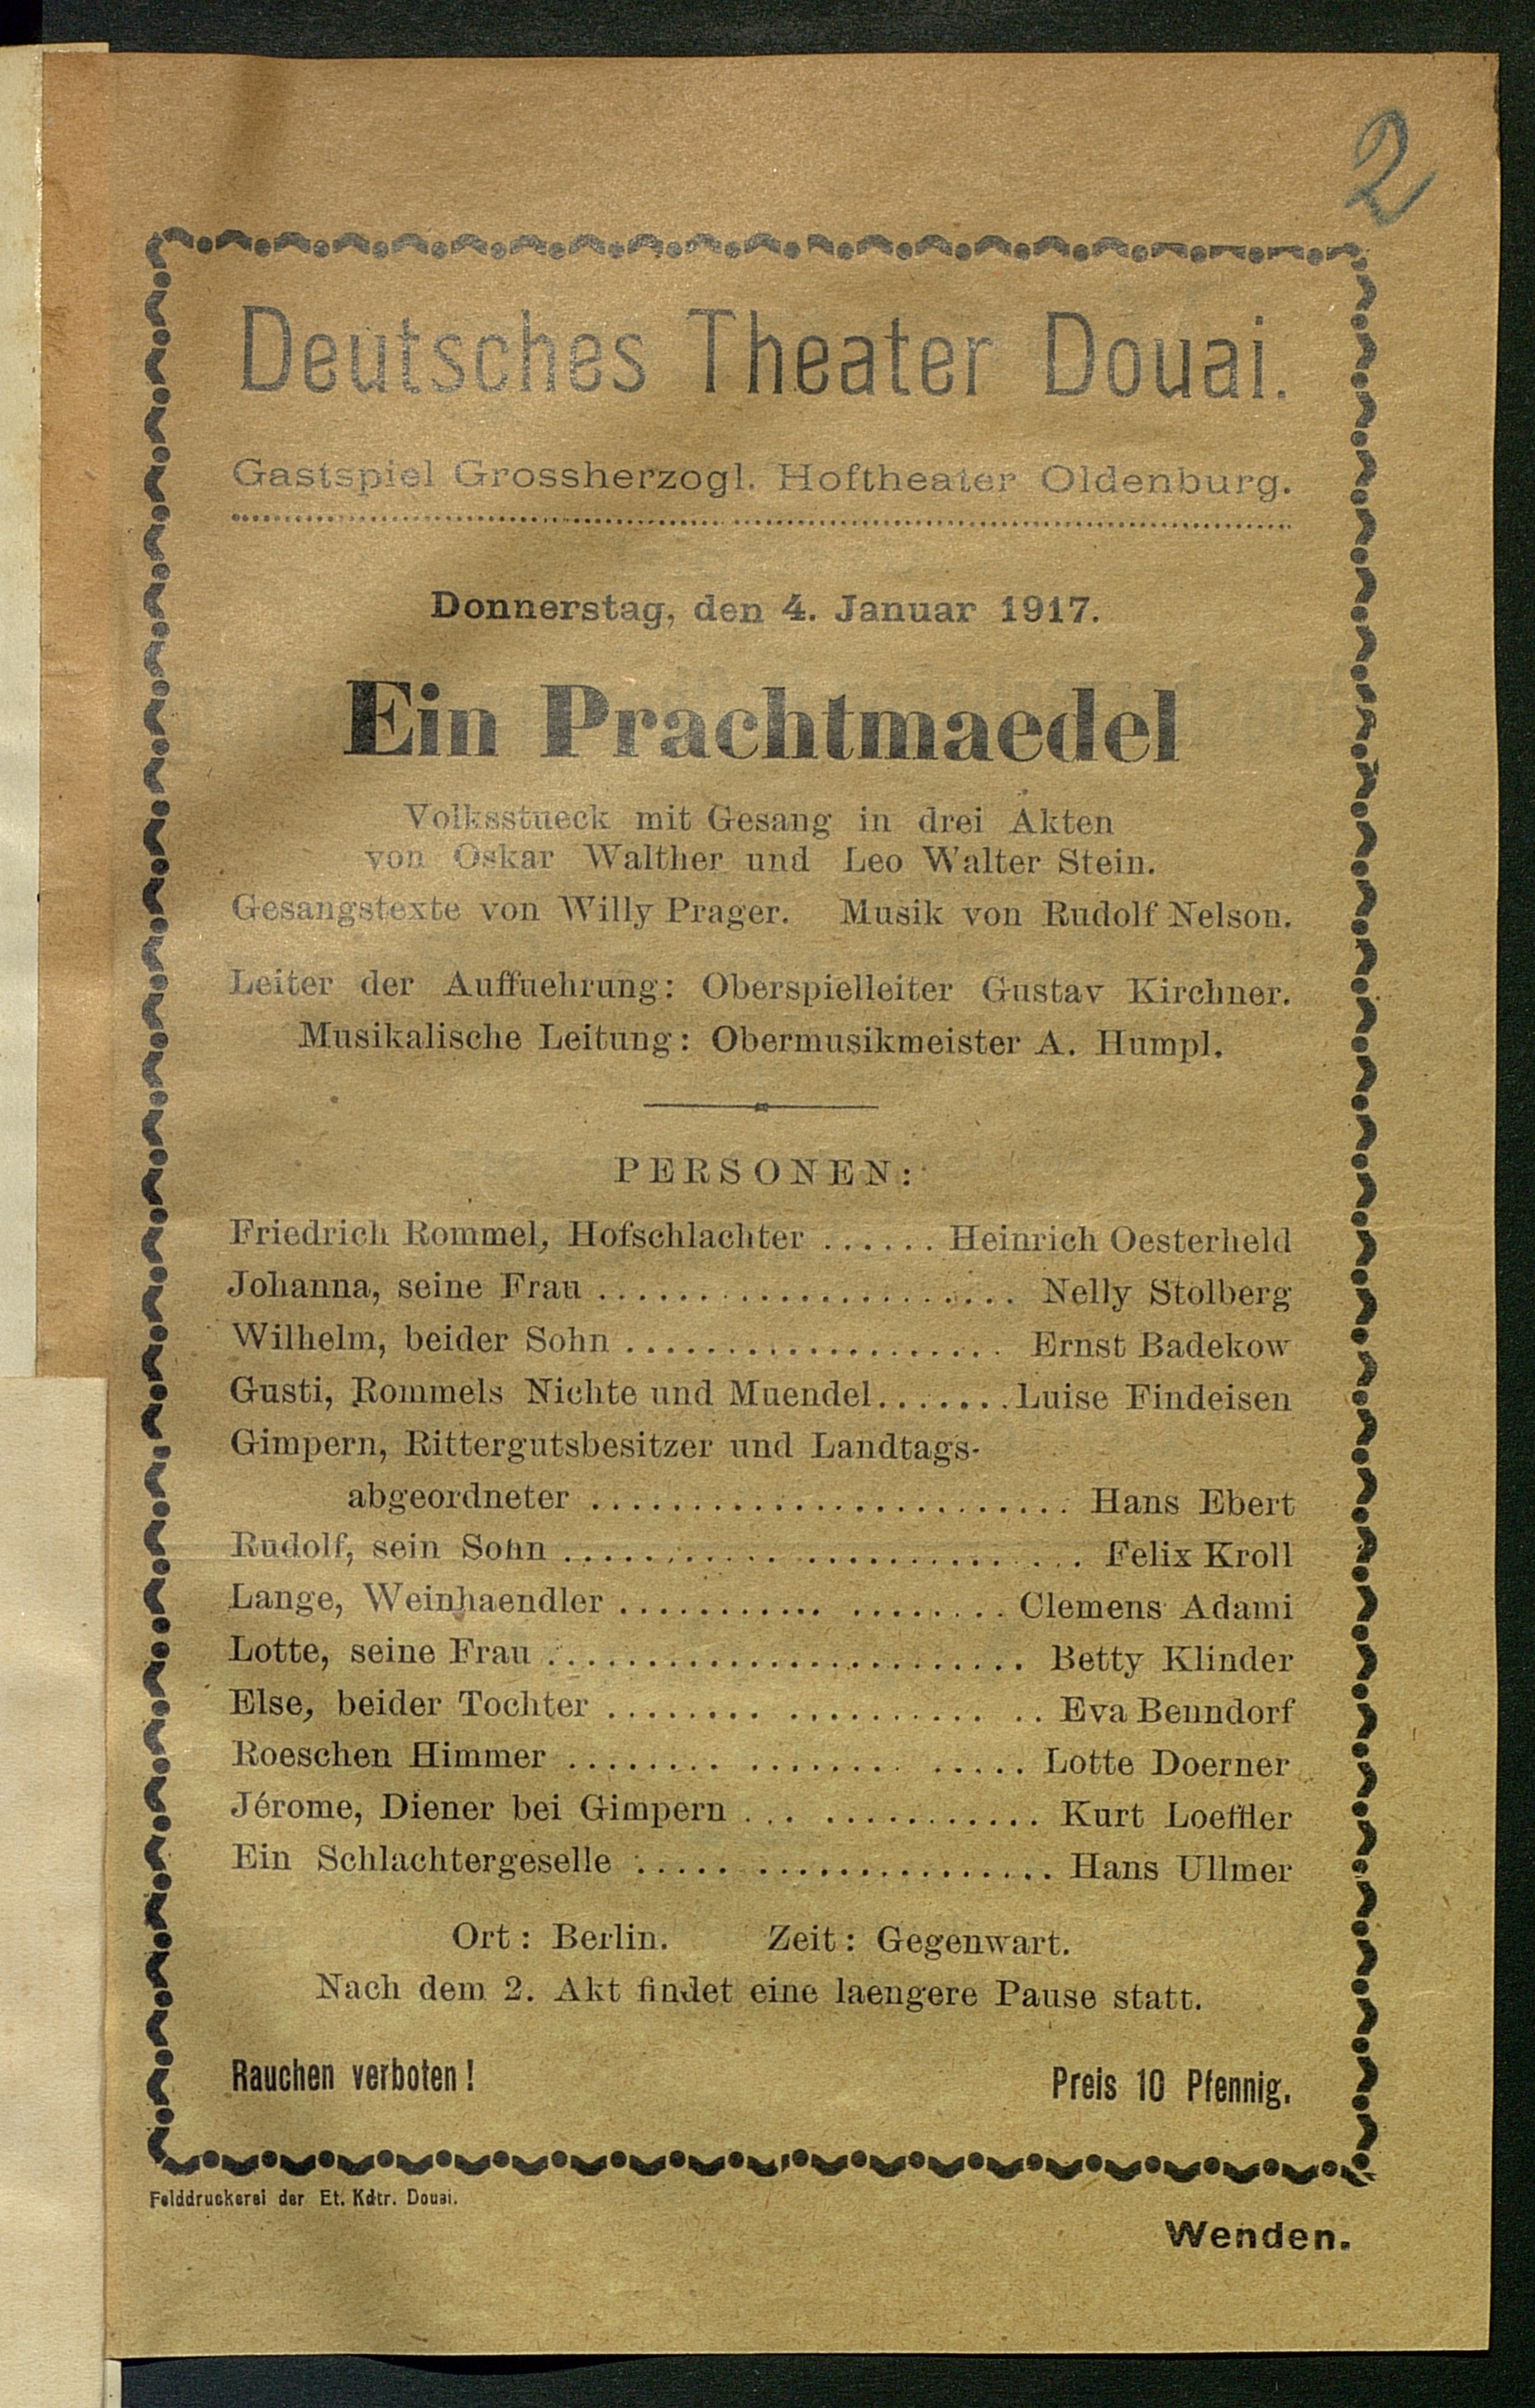 2
Deutsches Theater Douai.
Gastspiel Grossherzogl. Hoftheater Oldenburg.
Donnerstag, den 4. Januar 1917.
Ein Prachtmaedel
Volksstueck mit Gesang in drei Akten
von Oskar Walther und Leo Walter Stein.
Gesangstexte von Willy Prager. Musik von Rudolf Nelson.
Leiter der Auffuehrung: Oberspielleiter Gustav Kirchner.
Musikalische Leitung: Obermusikmeister A. Humpl.
PERSONEN:
Friedrich Rommel, Hofschlachter ...... Heinrich Oesterheld
Johanna, seine Frau ..................... Nelly Stolberg
Wilhelm, beider Sohn ................... Ernst Badekow
Gusti, Rommels Nichte und Muendel....... Luise Findeisen
Gimpern, Rittergutsbesitzer und Landtags-
abgeordneter ........................ Hans Ebert
Rudolf, sein Sohn .......................... Felix Kroll
Lange, Weinhaendler ........... ........ Clemens Adami
Lotte, seine Frau ........................ Betty Klinder
Else, beider Tochter ........ .......... .. Eva Benndorf
Roeschen Himmer ........ ........ ..... Lotte Doerner
Jérome, Diener bei Gimpern ... ........... Kurt Loeffler
Ein Schlachtergeselle ..... ............... Hans Ullmer
Ort: Berlin. Zeit: Gegenwart.
Nach dem 2. Akt findet eine laengere Pause statt.
Rauchen verboten! Preis 10 Pfennig.
Felddruckerei der Et. Kdtr. Douai.
Wenden.